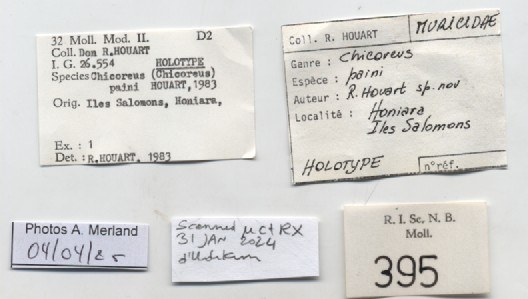 32 Moll. Mod. II. D2
Coll. Don R.HOUART
I. G. 26.554 HOLOTYPE
Species Chicoreus (Chicoreus)
paini HOUART, 1983
Orig. Iles Salomons, Honiara,
Ex. : 1
Det. : R.HOUART, 1983
Coll. R. HOUART
MURICIDAE
Genre : Chicoreus
Espèce : paini
Auteur : R. Houart sp. nov
Localité : Honiara
Iles Salomons
HOLOTYPE
n°réf.
Photos A. Merland
04/04/
Scanned µCt RX
31 JAN 2024
R. I. Sc. N. B.
Moll.
395